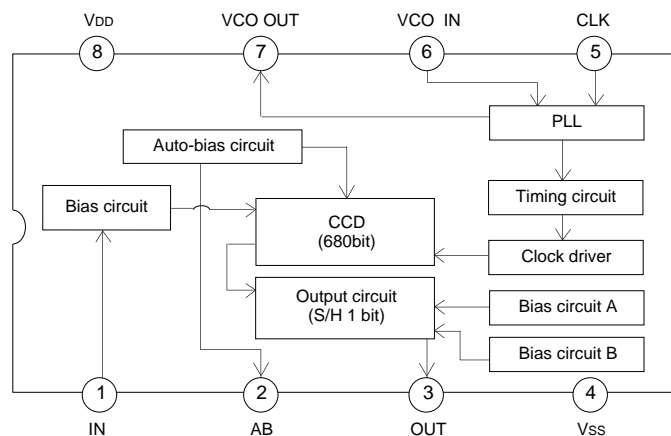 VDD
VCO OUT
VCO IN
CLK
8
7
6
5
PLL
Auto-bias circuit
Timing circuit
Bias circuit
CCD
(680bit)
Clock driver
Output circuit
(S/H 1 bit)
Bias circuit A
Bias circuit B
1
2
3
4
IN
AB
OUT
VSS